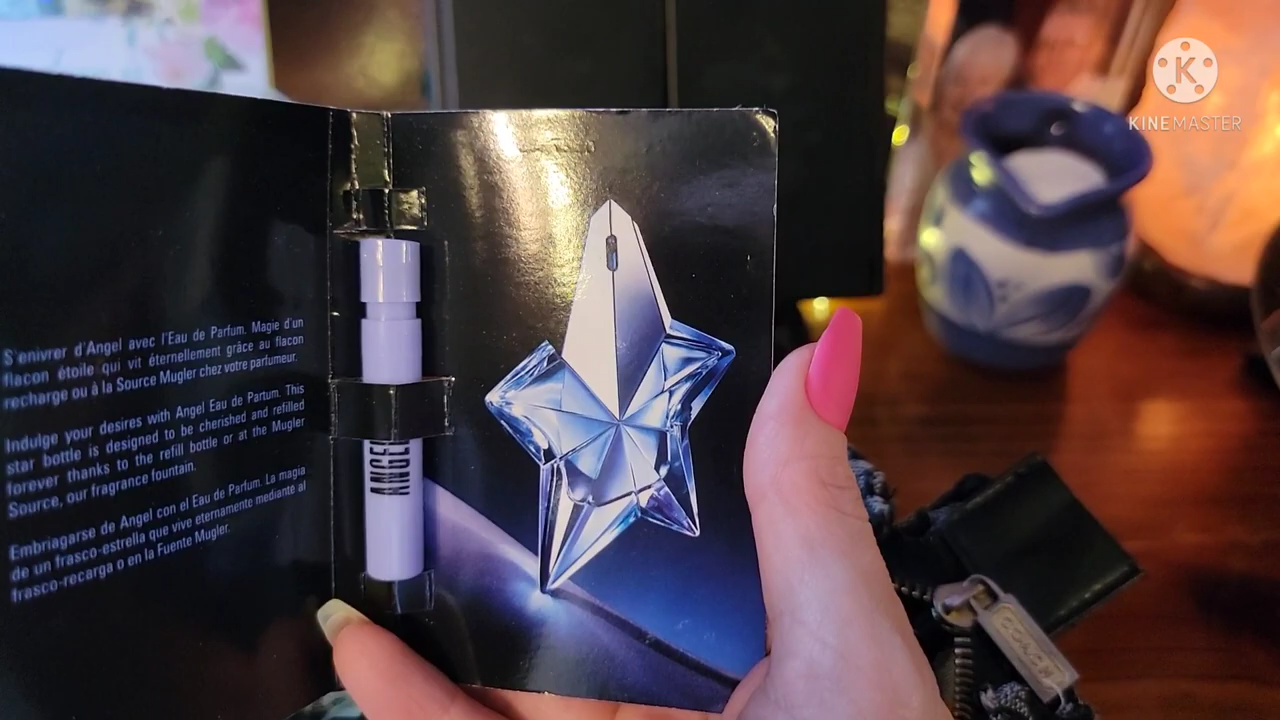 S'enivrer d'Angel avec l'Eau de Parfum. Magie d'un
flacon étoile qui vit éternellement grâce au flacon
recharge ou à la Source Mugler chez votre parfumeur.
Indulge your desires with Angel Eau de Parfum. This
star bottle is designed to be cherished and refilled
forever thanks to the refill bottle or at the Mugler
Source, our fragrance fountain.
Embriagarse de Angel con el Eau de Parfum. La magia
de un frasco-estrella que vive eternamente mediante al
frasco-recarga o en la Fuente Mugler.
ANGEL
K
KINEMASTER
COACH